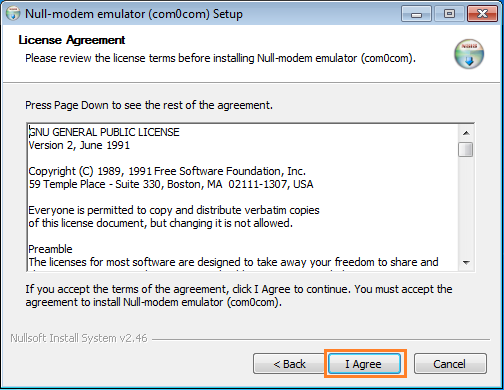 Null-modem emulator (com0com) Setup
License Agreement
Please review the license terms before installing Null-modem emulator (com0com).
Press Page Down to see the rest of the agreement.
GNU GENERAL PUBLIC LICENSE
Version 2, June 1991
Copyright (C) 1989, 1991 Free Software Foundation, Inc.
59 Temple Place - Suite 330, Boston, MA  02111-1307, USA
Everyone is permitted to copy and distribute verbatim copies
of this license document, but changing it is not allowed.
Preamble
The licenses for most software are designed to take away your freedom to share and
If you accept the terms of the agreement, click I Agree to continue. You must accept the
agreement to install Null-modem emulator (com0com).
Nullsoft Install System v2.46
< Back
I Agree
Cancel